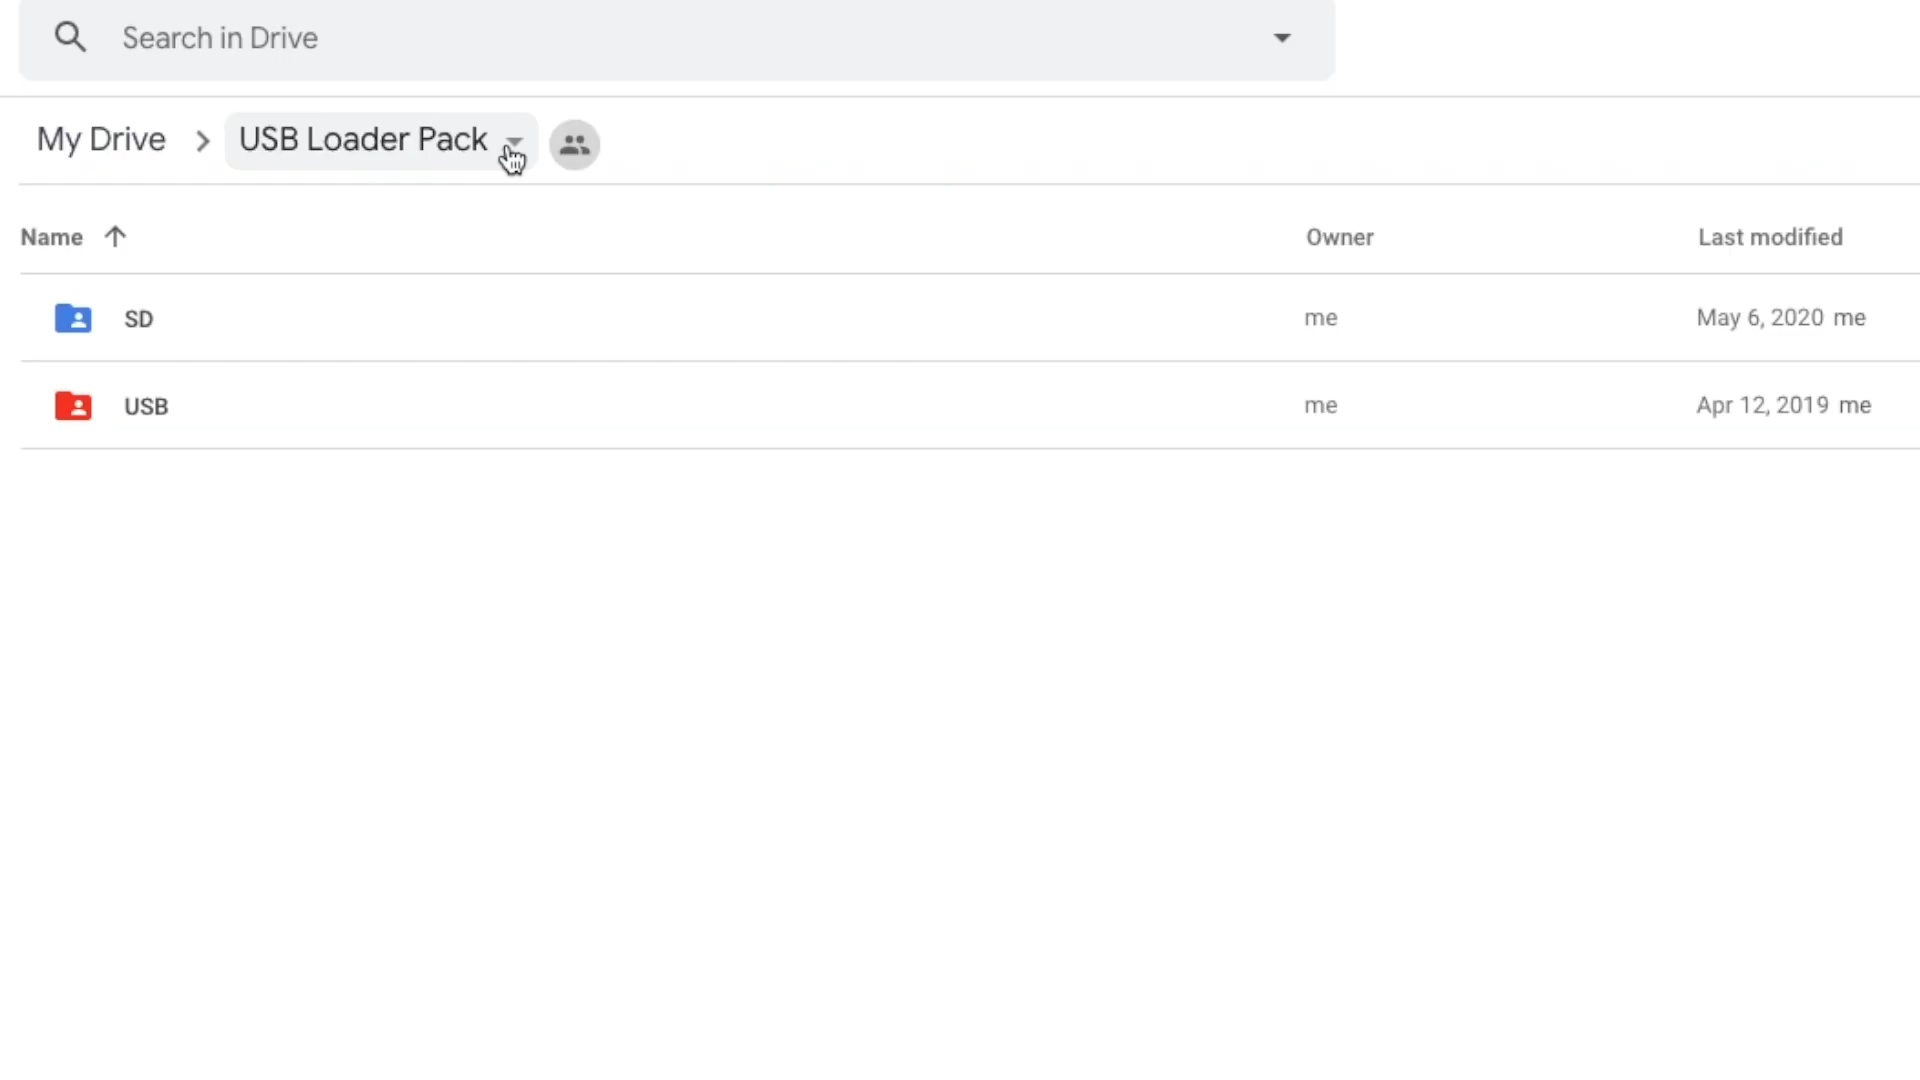 Search in Drive
My Drive > USB Loader Pack
Name Owner Last modified
SD me May 6, 2020 me
USB me Apr 12, 2019 me